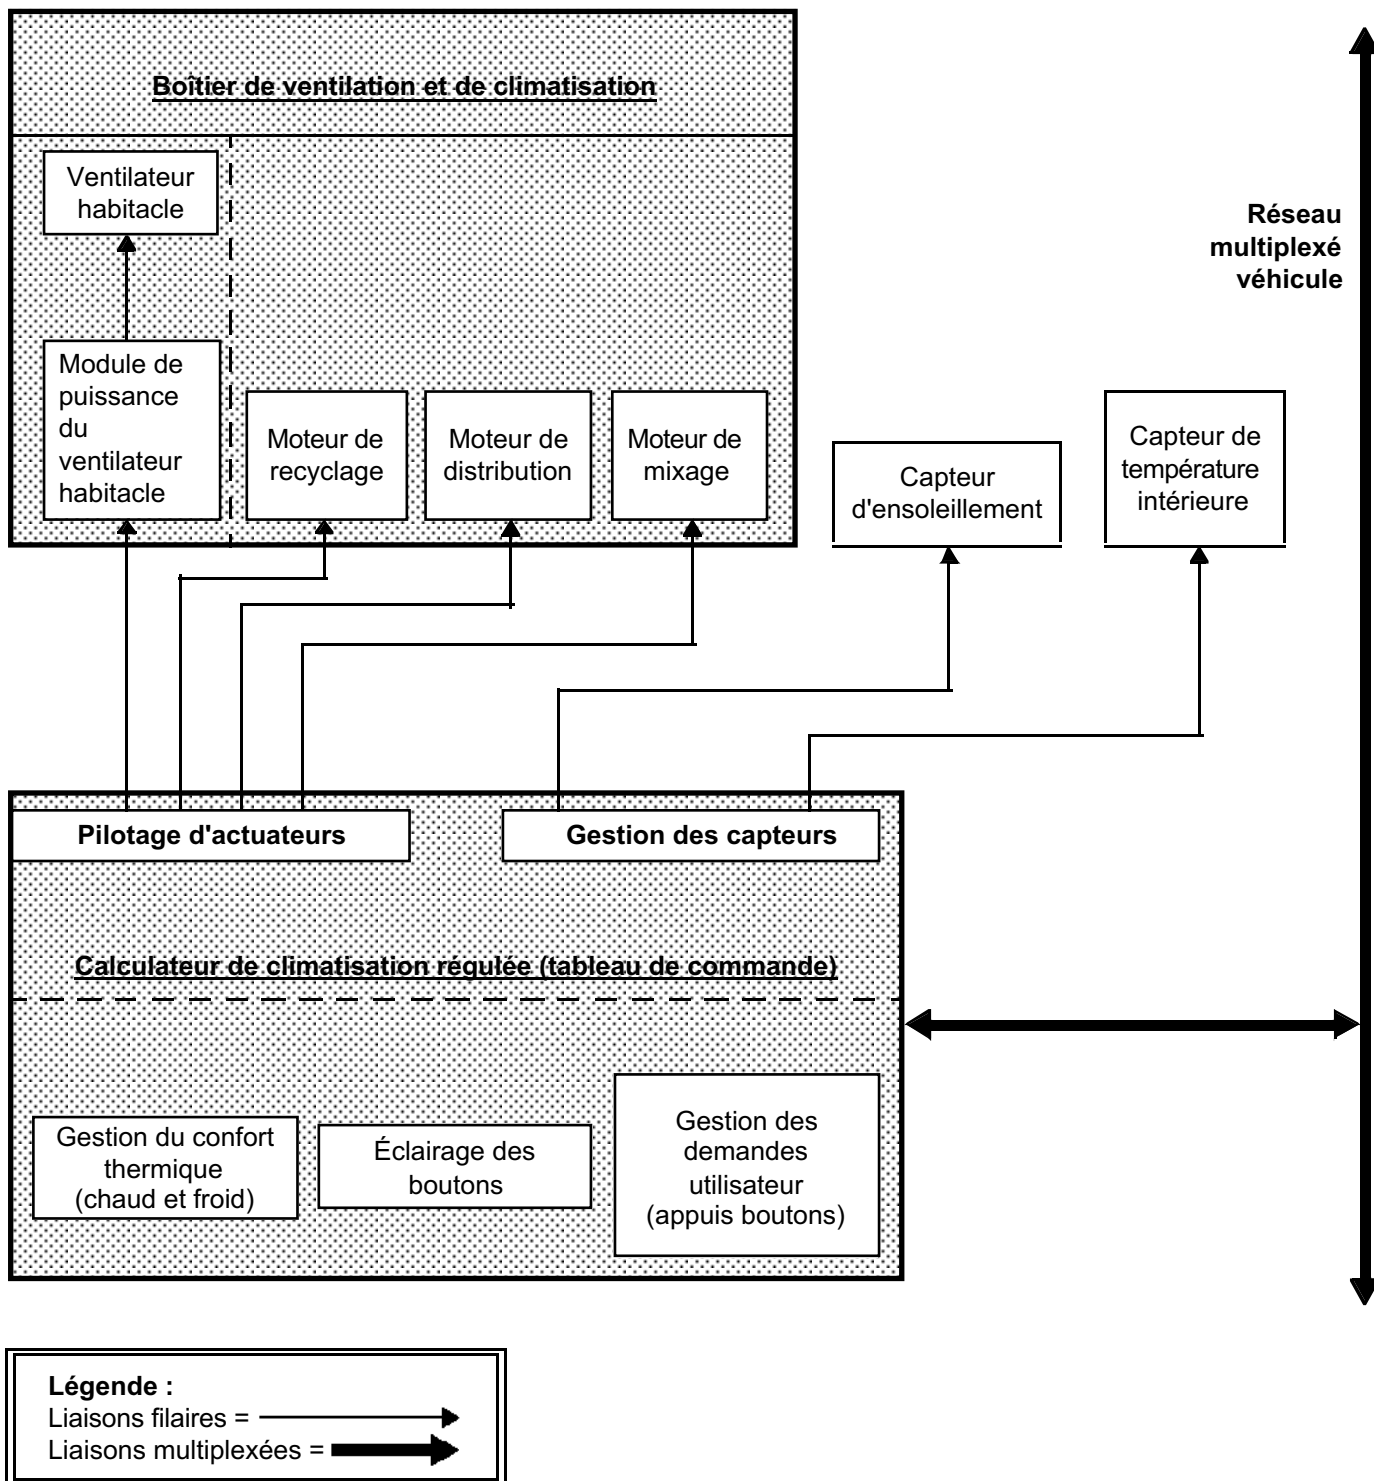 Boîtier de ventilation et de climatisation
Ventilateur
habitacle
Réseau
multiplexé
véhicule
Module de
puissance
du
ventilateur
habitacle
Moteur de
recyclage
Moteur de
distribution
Moteur de
mixage
Capteur
d'ensoleillement
Capteur de
température
intérieure
Pilotage d'actuateurs
Gestion des capteurs
Calculateur de climatisation régulée (tableau de commande)
Gestion du confort
thermique
(chaud et froid)
Éclairage des
boutons
Gestion des
demandes
utilisateur
(appuis boutons)
Légende :
Liaisons filaires =
Liaisons multiplexées =